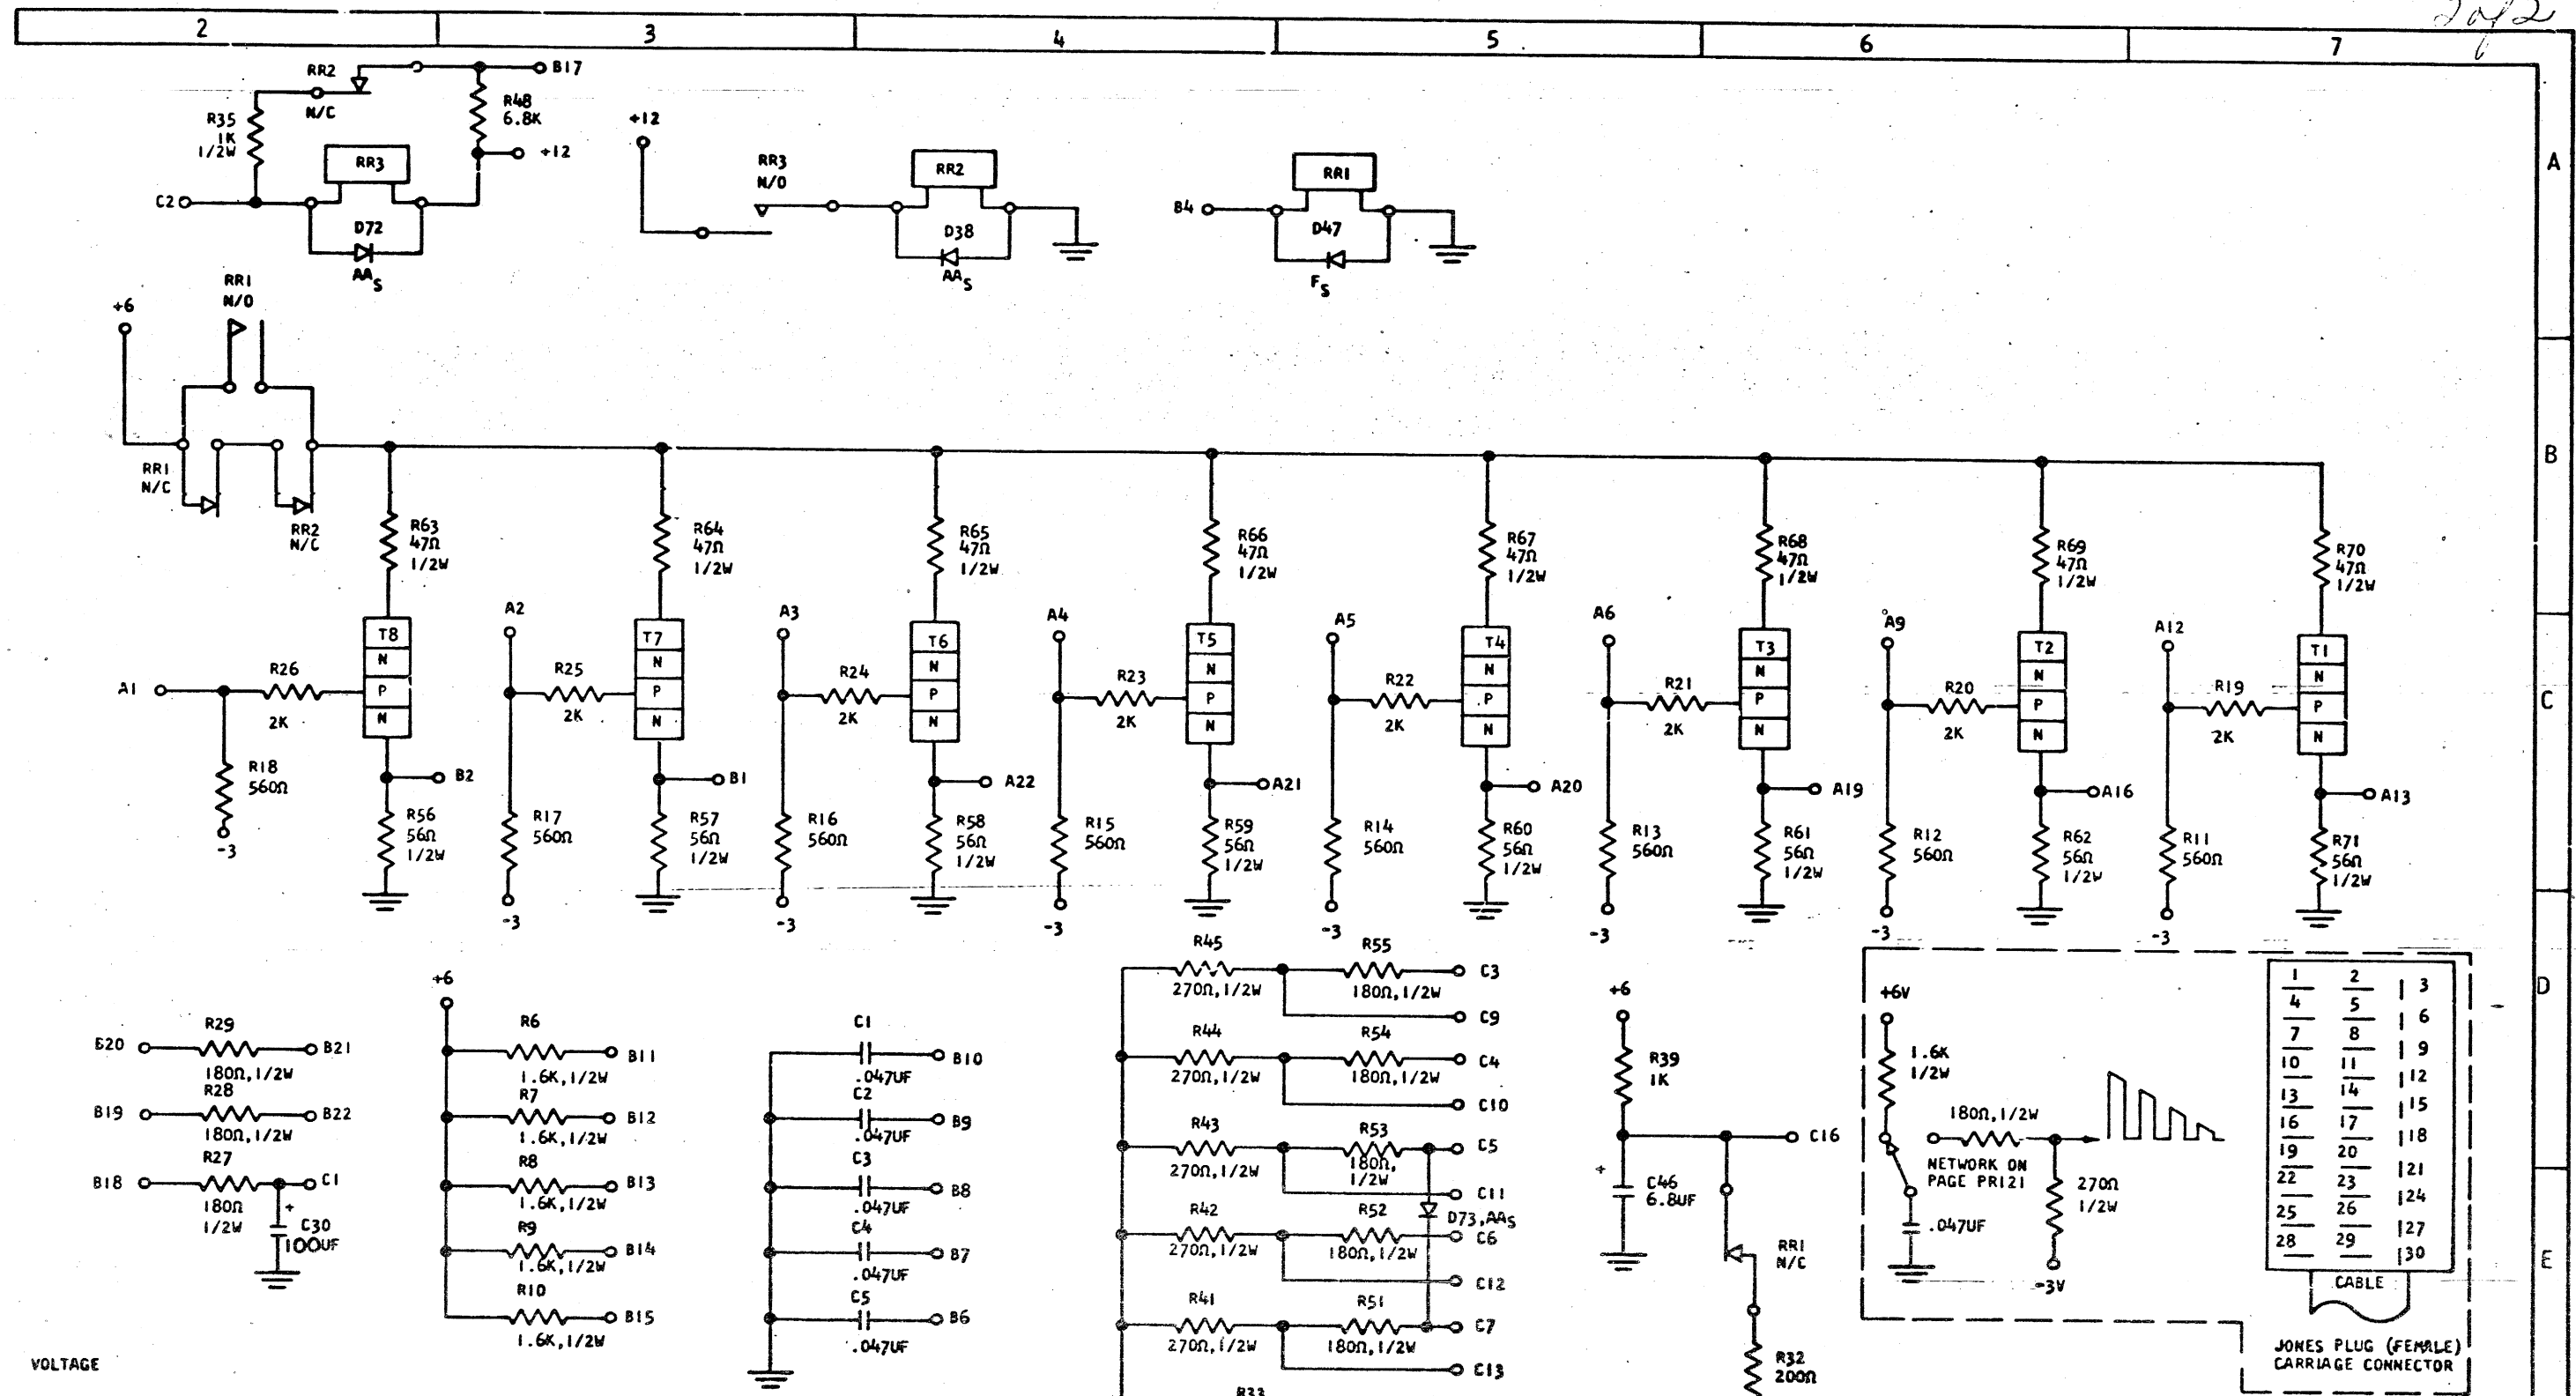 2 of 2
2 3 4 5 6 7
RR2
N/C
B17
R35
1K
1/2W
R48
6.8K
+12
RR3
C2
D72
AAS
+12
RR3
N/O
RR2
D38
AAS
B4
RR1
D47
FS
A
+6
RR1
N/O
RR1
N/C
RR2
N/C
B
R63
47Ω
1/2W
R64
47Ω
1/2W
R65
47Ω
1/2W
R66
47Ω
1/2W
R67
47Ω
1/2W
R68
47Ω
1/2W
R69
47Ω
1/2W
R70
47Ω
1/2W
A1
R26
2K
T8
N
P
N
R18
560Ω
-3
B2
R56
56Ω
1/2W
A2
R25
2K
T7
N
P
N
R17
560Ω
-3
B1
R57
56Ω
1/2W
A3
R24
2K
T6
N
P
N
R16
560Ω
-3
A22
R58
56Ω
1/2W
A4
R23
2K
T5
N
P
N
R15
560Ω
-3
A21
R59
56Ω
1/2W
A5
R22
2K
T4
N
P
N
R14
560Ω
-3
A20
R60
56Ω
1/2W
A6
R21
2K
T3
N
P
N
R13
560Ω
-3
A19
R61
56Ω
1/2W
A9
R20
2K
T2
N
P
N
R12
560Ω
-3
A16
R62
56Ω
1/2W
A12
R19
2K
T1
N
P
N
R11
560Ω
-3
A13
R71
56Ω
1/2W
C
D
E
B20 R29 B21
180Ω,1/2W
B19 R28 B22
180Ω,1/2W
B18 R27 C1
180Ω
1/2W
+
C30
100UF
+6
R6 B11
1.6K,1/2W
R7 B12
1.6K,1/2W
R8 B13
1.6K,1/2W
R9 B14
1.6K,1/2W
R10 B15
1.6K,1/2W
C1 B10
.047UF
C2 B9
.047UF
C3 B8
.047UF
C4 B7
.047UF
C5 B6
.047UF
R45 R55 C3
270Ω,1/2W 180Ω,1/2W
C9
R44 R54 C4
270Ω,1/2W 180Ω,1/2W
C10
R43 R53 C5
270Ω,1/2W 180Ω,
1/2W
C11
D73,AAS
R42 R52 C6
270Ω,1/2W 180Ω,1/2W
C12
R41 R51 C7
270Ω,1/2W 180Ω,1/2W
C13
R33
+6
R39
1K
C16
+
C46
6.8UF
RR1
N/C
R32
200Ω
+6V
1.6K
1/2W
180Ω,1/2W
NETWORK ON
PAGE PR121
.047UF
270Ω
1/2W
-3V
1 2 3
4 5 6
7 8 9
10 11 12
13 14 15
16 17 18
19 20 21
22 23 24
25 26 27
28 29 30
CABLE
JONES PLUG (FEMALE)
CARRIAGE CONNECTOR
VOLTAGE